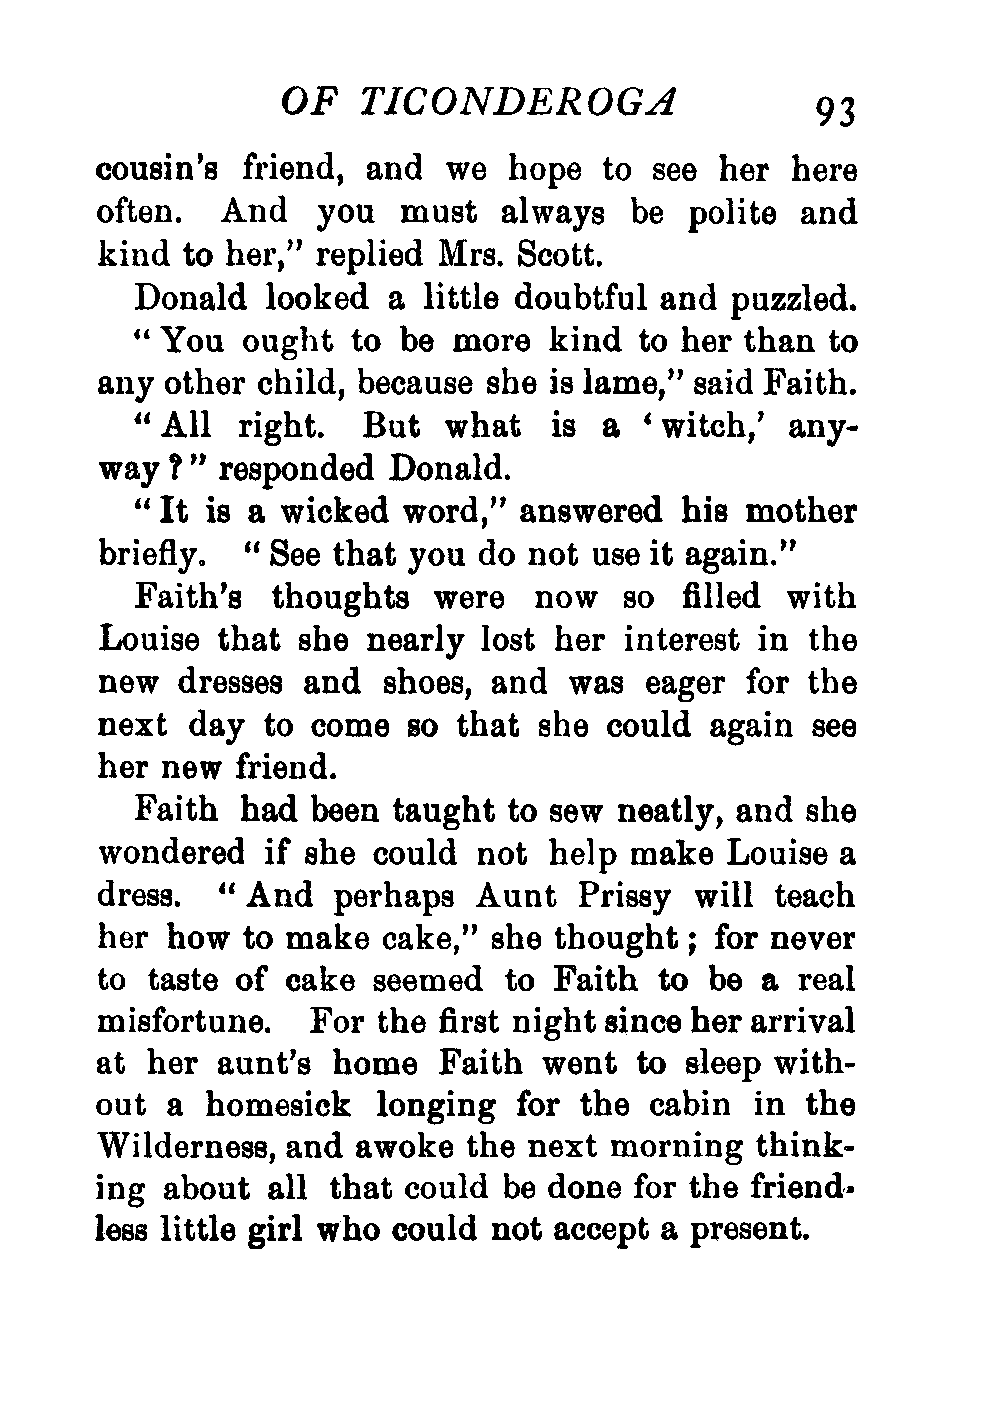 OF TICONDEROGA 93
cousin's friend, and we hope to see her here
often. And you must always be polite and
kind to her," replied Mrs. Scott.
Donald looked a little doubtful and puzzled.
"You ought to be more kind to her than to
any other child, because she is lame," said Faith.
"All right. But what is a 'witch,' any-
way?" responded Donald.
"It is a wicked word," answered his mother
briefly. "See that you do not use it again."
Faith's thoughts were now so filled with
Louise that she nearly lost her interest in the
new dresses and shoes, and was eager for the
next day to come so that she could again see
her new friend.
Faith had been taught to sew neatly, and she
wondered if she could not help make Louise a
dress. "And perhaps Aunt Prissy will teach
her how to make cake," she thought; for never
to taste of cake seemed to Faith to be a real
misfortune. For the first night since her arrival
at her aunt's home Faith went to sleep with-
out a homesick longing for the cabin in the
Wilderness, and awoke the next morning think-
ing about all that could be done for the friend-
less little girl who could not accept a present.